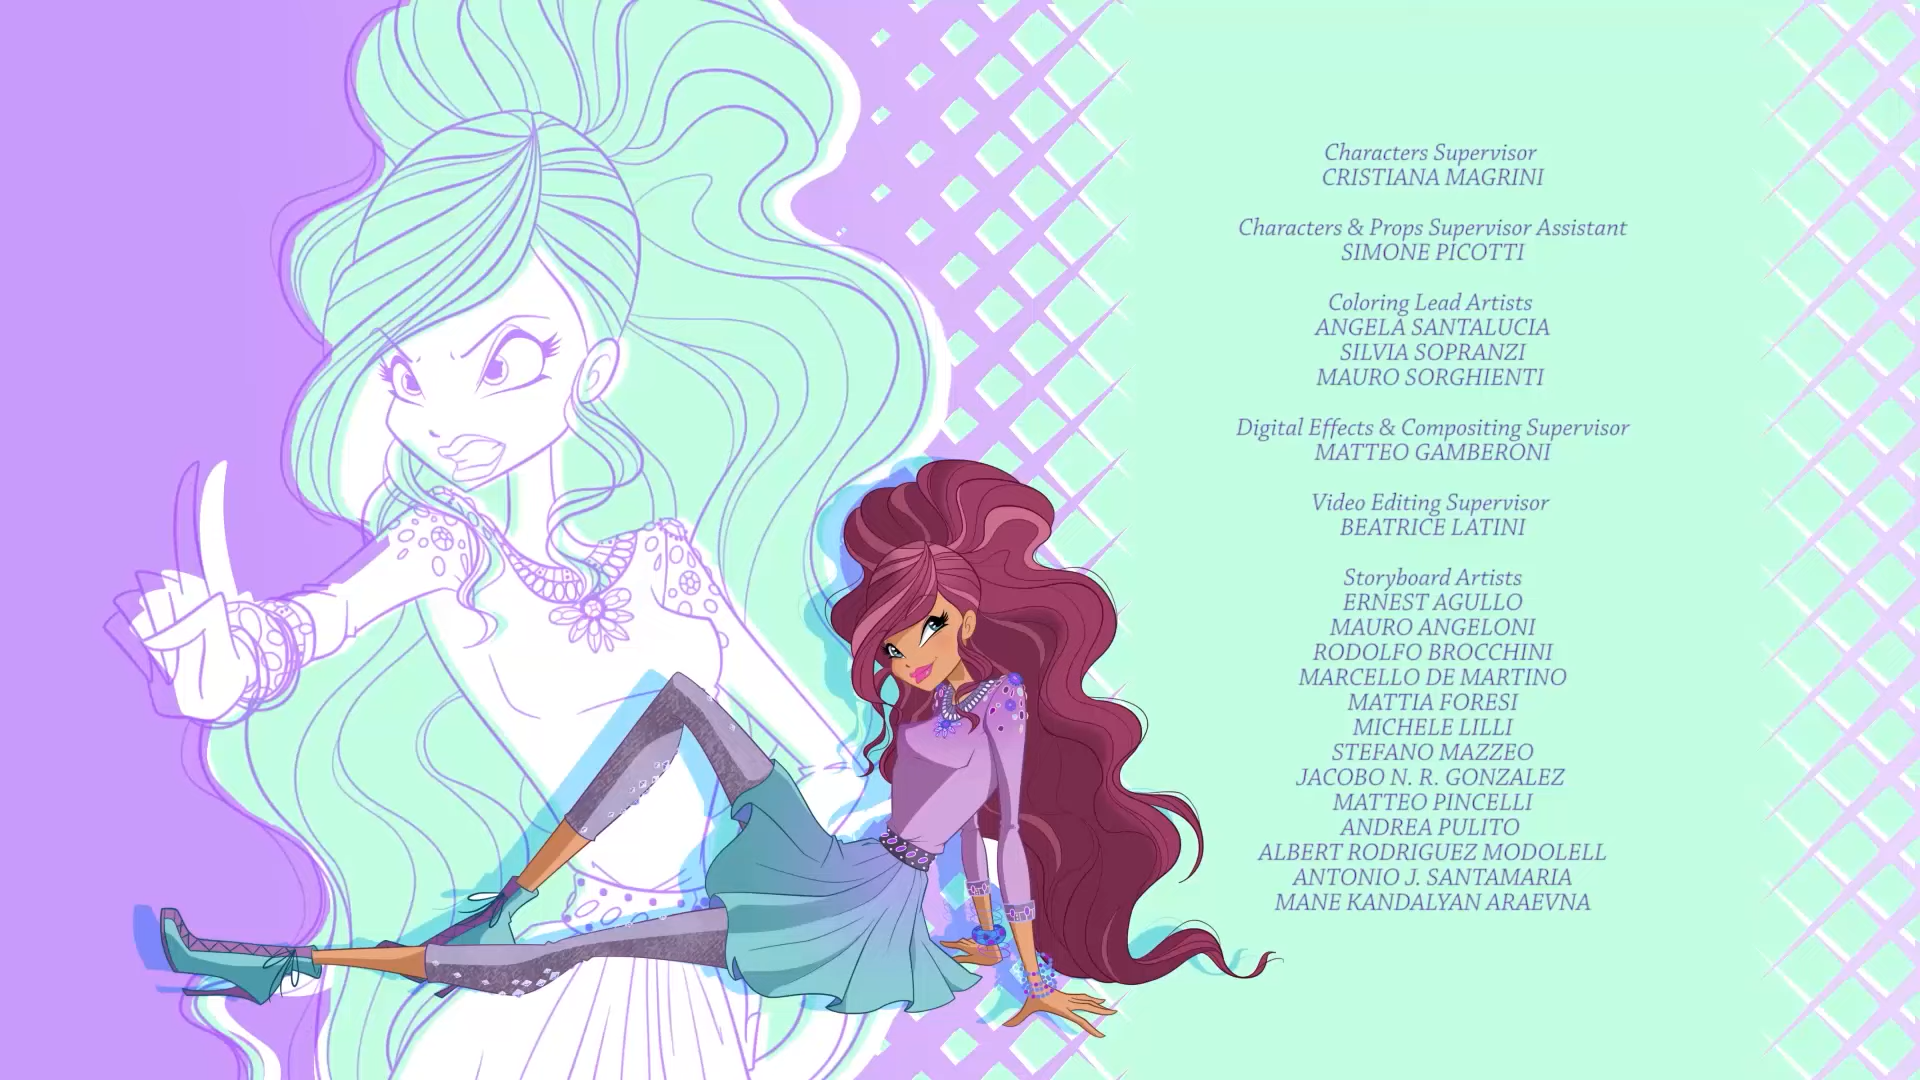 Characters Supervisor
CRISTIANA MAGRINI
Characters & Props Supervisor Assistant
SIMONE PICOTTI
Coloring Lead Artists
ANGELA SANTALUCIA
SILVIA SOPRANZI
MAURO SORGHIENTI
Digital Effects & Compositing Supervisor
MATTEO GAMBERONI
Video Editing Supervisor
BEATRICE LATINI
Storyboard Artists
ERNEST AGULLO
MAURO ANGELONI
RODOLFO BROCCHINI
MARCELLO DE MARTINO
MATTIA FORESI
MICHELE LILLI
STEFANO MAZZEO
JACOBO N. R. GONZALEZ
MATTEO PINCELLI
ANDREA PULITO
ALBERT RODRIGUEZ MODOLELL
ANTONIO J. SANTAMARIA
MANE KANDALYAN ARAEVNA